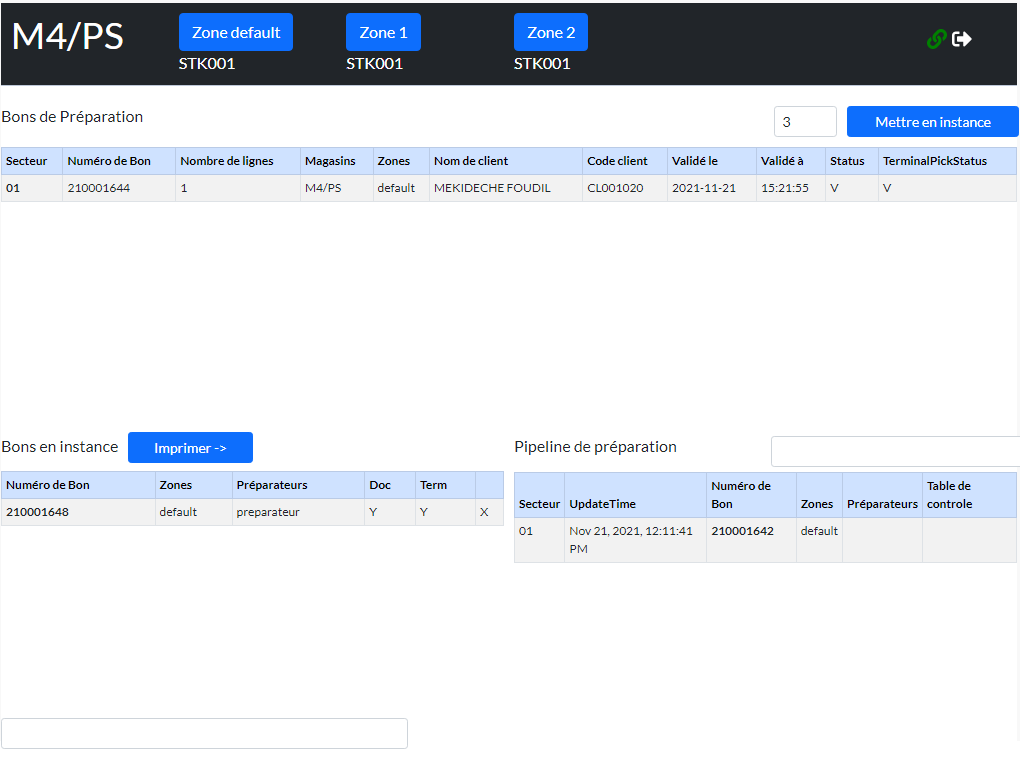 M4/PS Zone default Zone 1 Zone 2
STK001 STK001 STK001
Bons de Préparation 3 Mettre en instance
Secteur Numéro de Bon Nombre de lignes Magasins Zones Nom de client Code client Validé le Validé à Status TerminalPickStatus
01 210001644 1 M4/PS default MEKIDECHE FOUDIL CL001020 2021-11-21 15:21:55 V V
Bons en instance Imprimer ->
Numéro de Bon Zones Préparateurs Doc Term
210001648 default preparateur Y Y X
Pipeline de préparation
Secteur UpdateTime Numéro de Bon Zones Préparateurs Table de controle
01 Nov 21, 2021, 12:11:41 PM 210001642 default